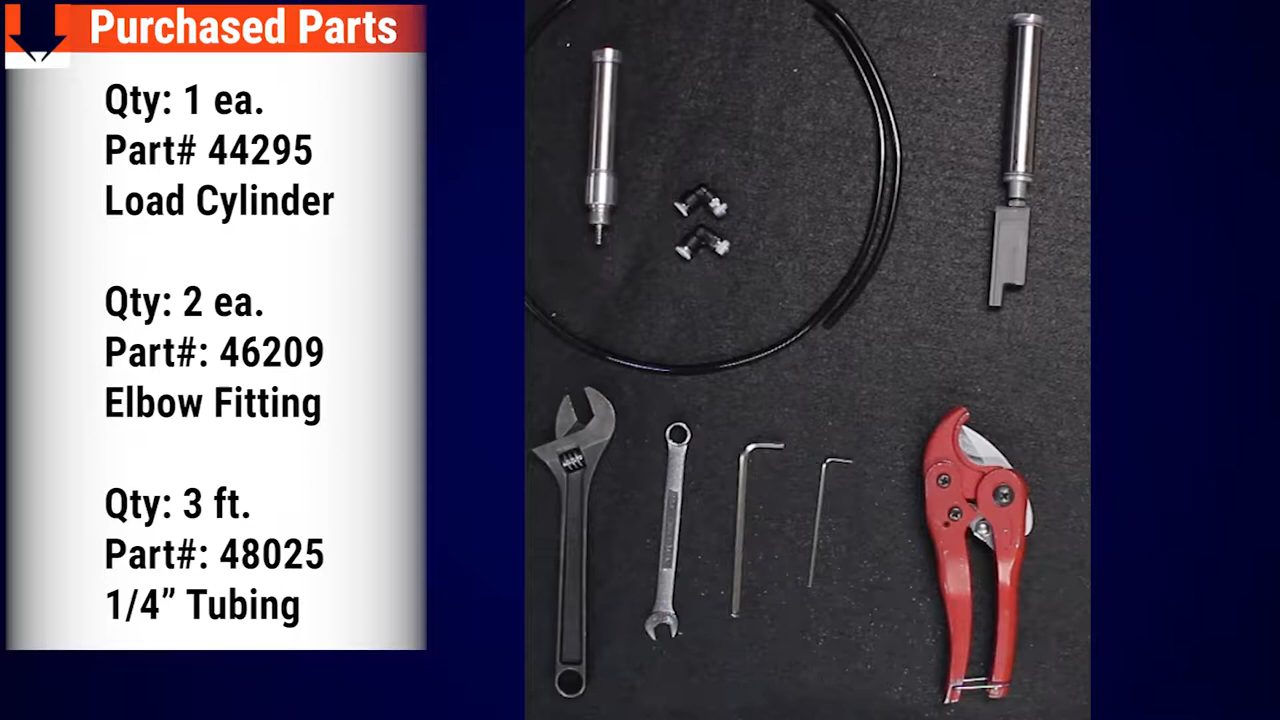 Purchased Parts
Qty: 1 ea.
Part# 44295
Load Cylinder
Qty: 2 ea.
Part#: 46209
Elbow Fitting
Qty: 3 ft.
Part#: 48025
1/4” Tubing